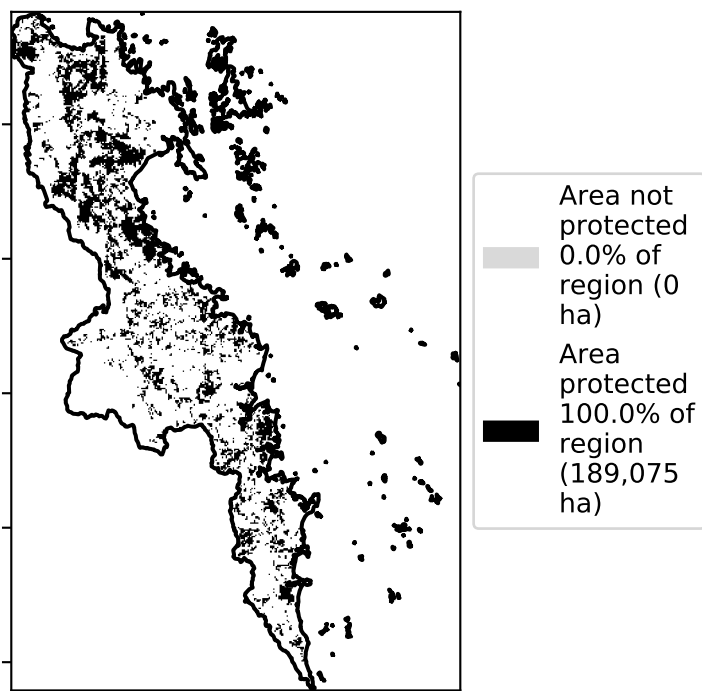 Area not
protected
0.0% of
region (0
ha)
Area
protected
100.0% of
region
(189,075
ha)